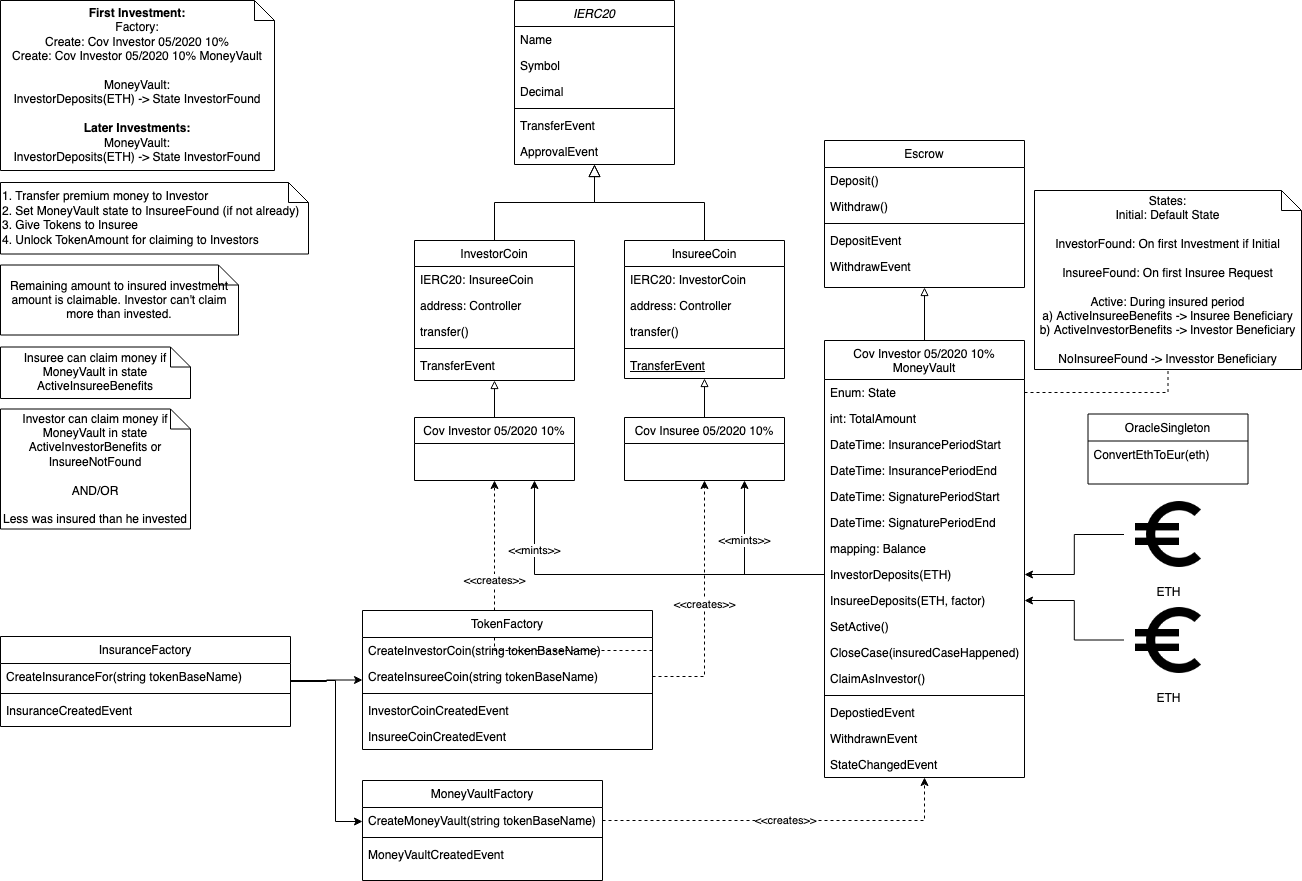 First Investment:
Factory:
Create: Cov Investor 05/2020 10%
Create: Cov Investor 05/2020 10% MoneyVault
MoneyVault:
InvestorDeposits(ETH) -> State InvestorFound
Later Investments:
MoneyVault:
InvestorDeposits(ETH) -> State InvestorFound
1. Transfer premium money to Investor
2. Set MoneyVault state to InsureeFound (if not already)
3. Give Tokens to Insuree
4. Unlock TokenAmount for claiming to Investors
Remaining amount to insured investment
amount is claimable. Investor can't claim
more than invested.
Insuree can claim money if
MoneyVault in state
ActiveInsureeBenefits
Investor can claim money if
MoneyVault in state
ActiveInvestorBenefits or
InsureeNotFound
AND/OR
Less was insured than he invested
IERC20
Name
Symbol
Decimal
TransferEvent
ApprovalEvent
InvestorCoin
IERC20: InsureeCoin
address: Controller
transfer()
TransferEvent
InsureeCoin
IERC20: InvestorCoin
address: Controller
transfer()
TransferEvent
Cov Investor 05/2020 10%
Cov Insuree 05/2020 10%
Escrow
Deposit()
Withdraw()
DepositEvent
WithdrawEvent
States:
Initial: Default State
InvestorFound: On first Investment if Initial
InsureeFound: On first Insuree Request
Active: During insured period
a) ActiveInsureeBenefits -> Insuree Beneficiary
b) ActiveInvestorBenefits -> Investor Beneficiary
NoInsureeFound -> Invesstor Beneficiary
Cov Investor 05/2020 10%
MoneyVault
Enum: State
int: TotalAmount
DateTime: InsurancePeriodStart
DateTime: InsurancePeriodEnd
DateTime: SignaturePeriodStart
DateTime: SignaturePeriodEnd
mapping: Balance
InvestorDeposits(ETH)
InsureeDeposits(ETH, factor)
SetActive()
CloseCase(insuredCaseHappened)
ClaimAsInvestor()
DepostiedEvent
WithdrawnEvent
StateChangedEvent
OracleSingleton
ConvertEthToEur(eth)
€
ETH
€
ETH
<<mints>>
<<mints>>
<<creates>>
<<creates>>
InsuranceFactory
CreateInsuranceFor(string tokenBaseName)
InsuranceCreatedEvent
TokenFactory
CreateInvestorCoin(string tokenBaseName)
CreateInsureeCoin(string tokenBaseName)
InvestorCoinCreatedEvent
InsureeCoinCreatedEvent
MoneyVaultFactory
CreateMoneyVault(string tokenBaseName)
MoneyVaultCreatedEvent
<<creates>>